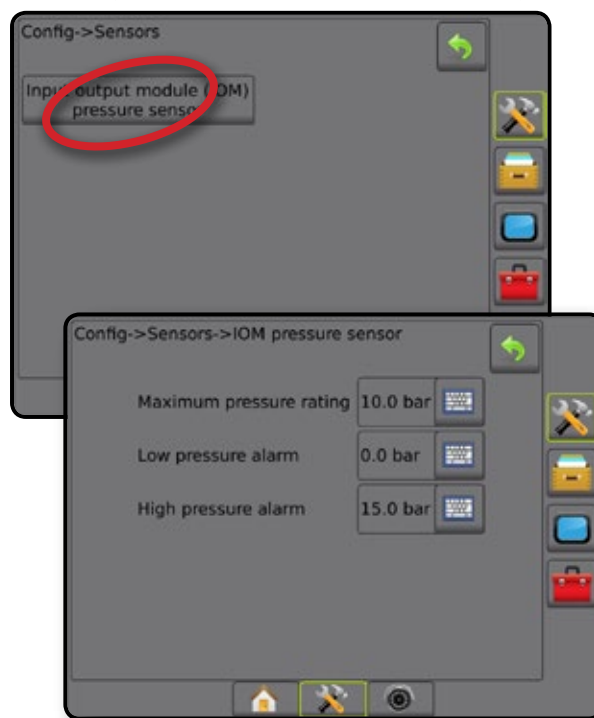 Config->Sensors
Input output module (IOM)
pressure sensor
Config->Sensors->IOM pressure sensor
Maximum pressure rating 10.0 bar
Low pressure alarm 0.0 bar
High pressure alarm 15.0 bar